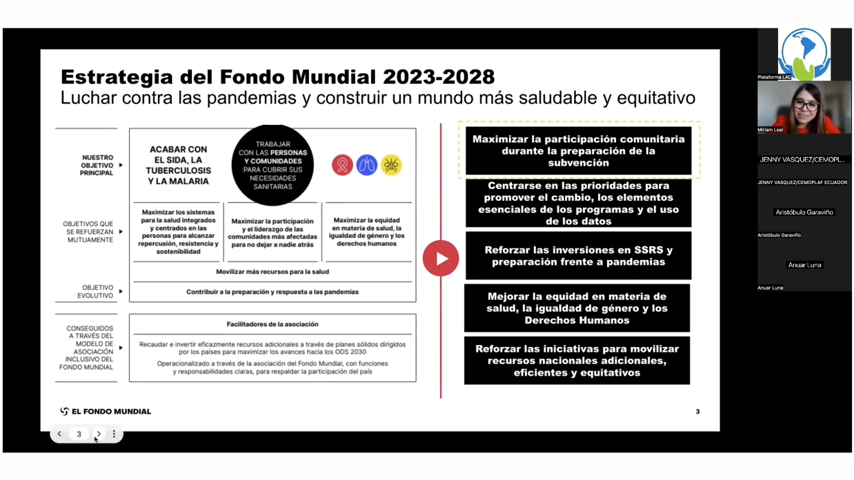 Estrategia del Fondo Mundial 2023-2028
Luchar contra las pandemias y construir un mundo más saludable y equitativo
NUESTRO
OBJETIVO
PRINCIPAL
ACABAR CON
EL SIDA, LA
TUBERCULOSIS
Y LA MALARIA
TRABAJAR
CON LAS PERSONAS
Y COMUNIDADES
PARA CUBRIR SUS
NECESIDADES
SANITARIAS
OBJETIVOS QUE
SE REFUERZAN
MUTUAMENTE
Maximizar los sistemas
para la salud integrados
y centrados en las
personas para alcanzar
repercusión, resistencia y
sostenibilidad
Maximizar la participación
y el liderazgo de las
comunidades más afectadas
para no dejar a nadie atrás
Maximizar la equidad
en materia de salud, la
igualdad de género y los
derechos humanos
Movilizar más recursos para la salud
OBJETIVO
EVOLUTIVO
Contribuir a la preparación y respuesta a las pandemias
CONSEGUIDOS
A TRAVÉS DEL
MODELO DE
ASOCIACIÓN
INCLUSIVO DEL
FONDO MUNDIAL
Facilitadores de la asociación
Recaudar e invertir eficazmente recursos adicionales a través de planes sólidos dirigidos
por los países para maximizar los avances hacia los ODS 2030
Operacionalizado a través de la asociación del Fondo Mundial, con funciones
y responsabilidades claras, para respaldar la participación del país
Maximizar la participación comunitaria
durante la preparación de la
subvención
Centrarse en las prioridades para
promover el cambio, los elementos
esenciales de los programas y el uso
de los datos
Reforzar las inversiones en SSRS y
preparación frente a pandemias
Mejorar la equidad en materia de
salud, la igualdad de género y los
Derechos Humanos
Reforzar las iniciativas para movilizar
recursos nacionales adicionales,
eficientes y equitativos
EL FONDO MUNDIAL
3
3
Plataforma LAC
Miriam Leal
JENNY VASQUEZ/CEMOPL...
JENNY VASQUEZ/CEMOPLAF ECUADOR
Aristóbulo Garaviño
Aristóbulo Garaviño
Anuar Luna
Anuar Luna